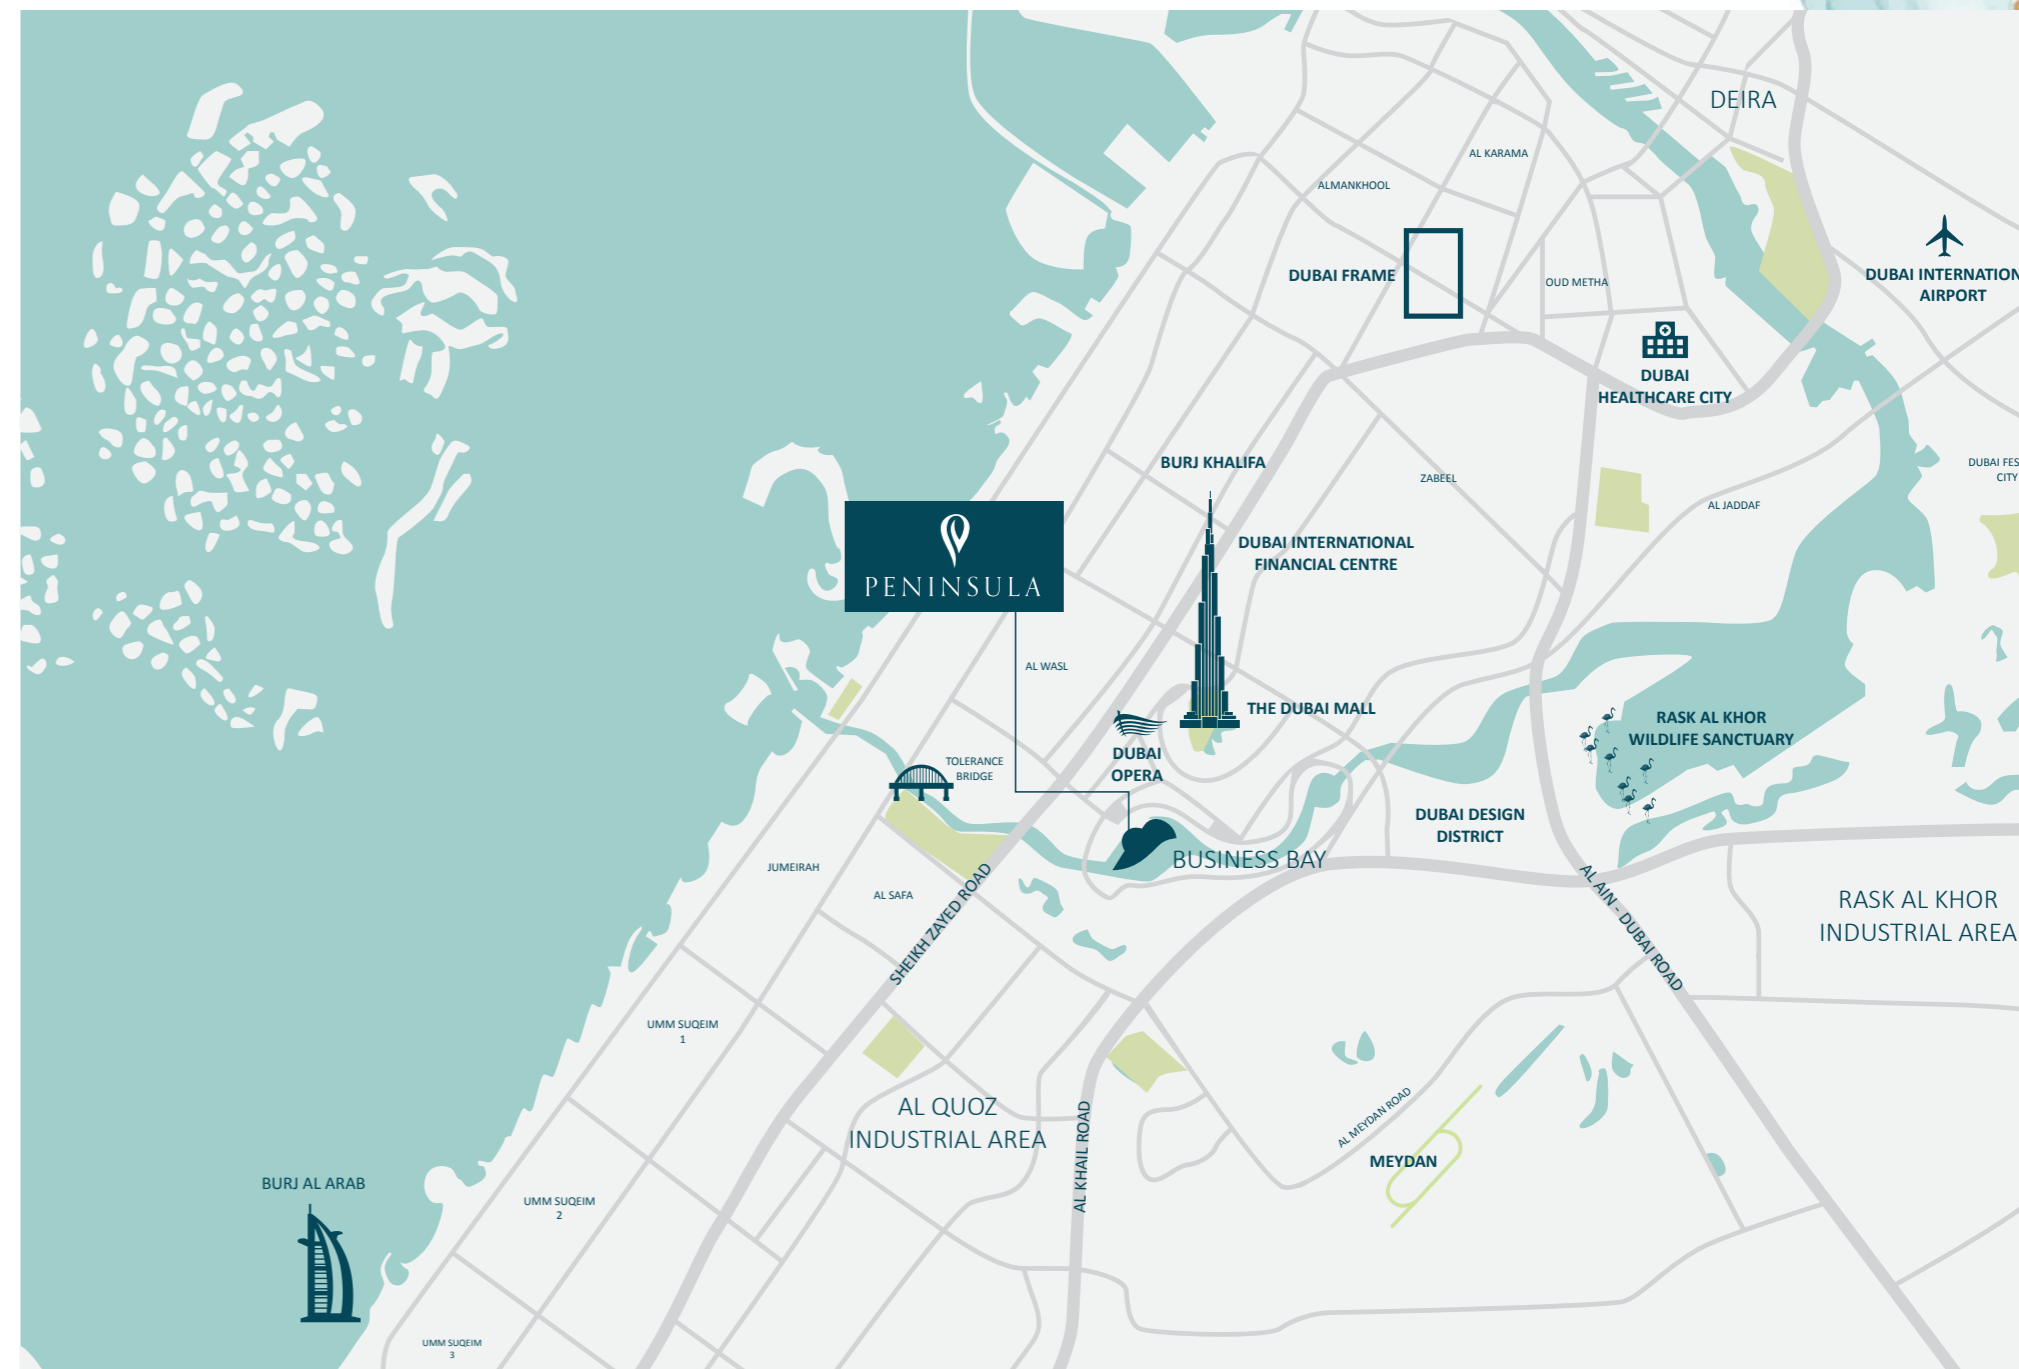 DEIRA
AL KARAMA
ALMANKHOOL
DUBAI FRAME
OUD METHA
DUBAI INTERNATION
AIRPORT
DUBAI
HEALTHCARE CITY
BURJ KHALIFA
ZABEEL
DUBAI FES
CITY
AL JADDAF
DUBAI INTERNATIONAL
FINANCIAL CENTRE
PENINSULA
AL WASL
THE DUBAI MALL
RASK AL KHOR
WILDLIFE SANCTUARY
DUBAI
OPERA
TOLERANCE
BRIDGE
DUBAI DESIGN
DISTRICT
BUSINESS BAY
JUMEIRAH
AL SAFA
SHEIKH ZAYED ROAD
AL AIN - DUBAI ROAD
RASK AL KHOR
INDUSTRIAL AREA
UMM SUQEIM
1
AL QUOZ
INDUSTRIAL AREA
AL KHAIL ROAD
AL MEYDAN ROAD
MEYDAN
BURJ AL ARAB
UMM SUQEIM
2
UMM SUQEIM
3